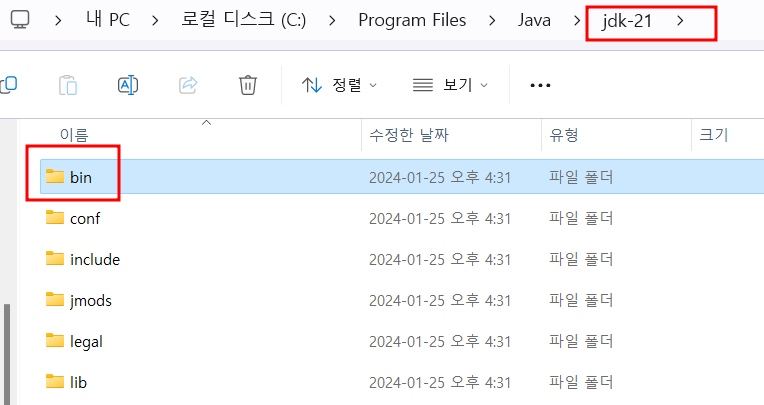 내 PC > 로컬 디스크 (C:) > Program Files > Java > jdk-21 >
정렬 보기 ...
이름 수정한 날짜 유형 크기
bin 2024-01-25 오후 4:31 파일 폴더
conf 2024-01-25 오후 4:31 파일 폴더
include 2024-01-25 오후 4:31 파일 폴더
jmods 2024-01-25 오후 4:31 파일 폴더
legal 2024-01-25 오후 4:31 파일 폴더
lib 2024-01-25 오후 4:31 파일 폴더